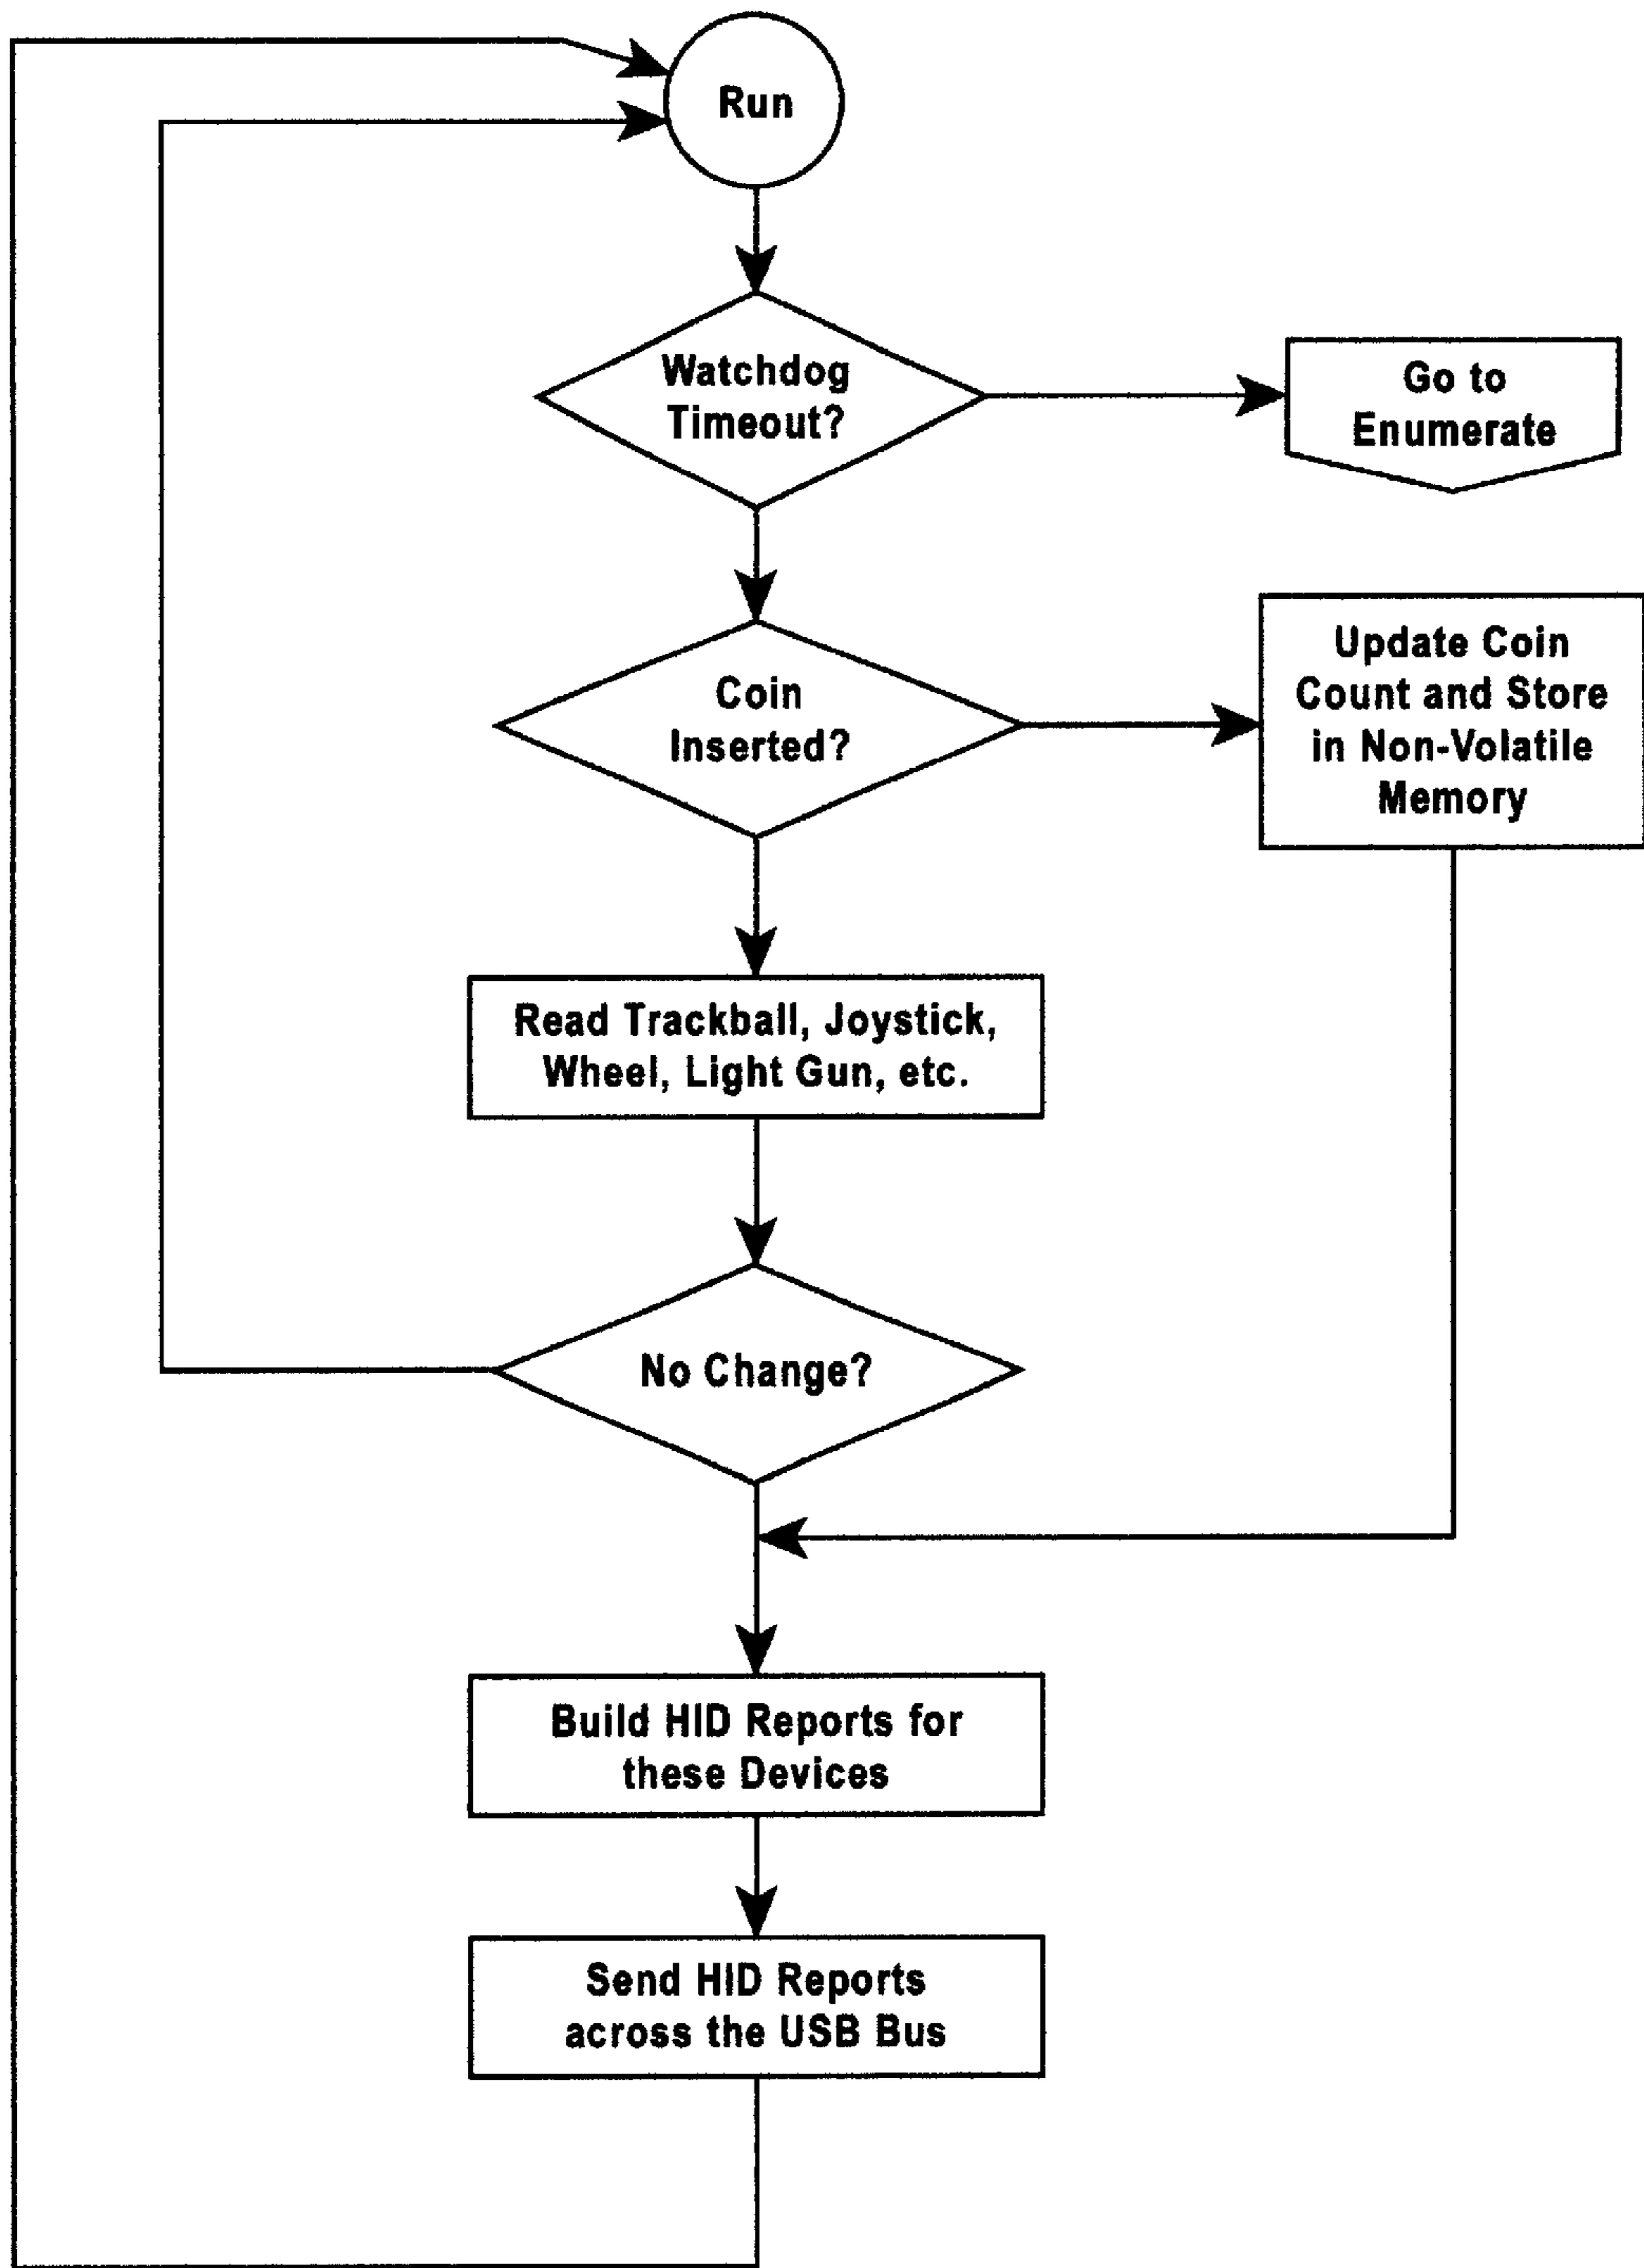 Run
Watchdog
Timeout?
Go to
Enumerate
Coin
Inserted?
Update Coin
Count and Store
in Non-Volatile
Memory
Read Trackball, Joystick,
Wheel, Light Gun, etc.
No Change?
Build HID Reports for
these Devices
Send HID Reports
across the USB Bus